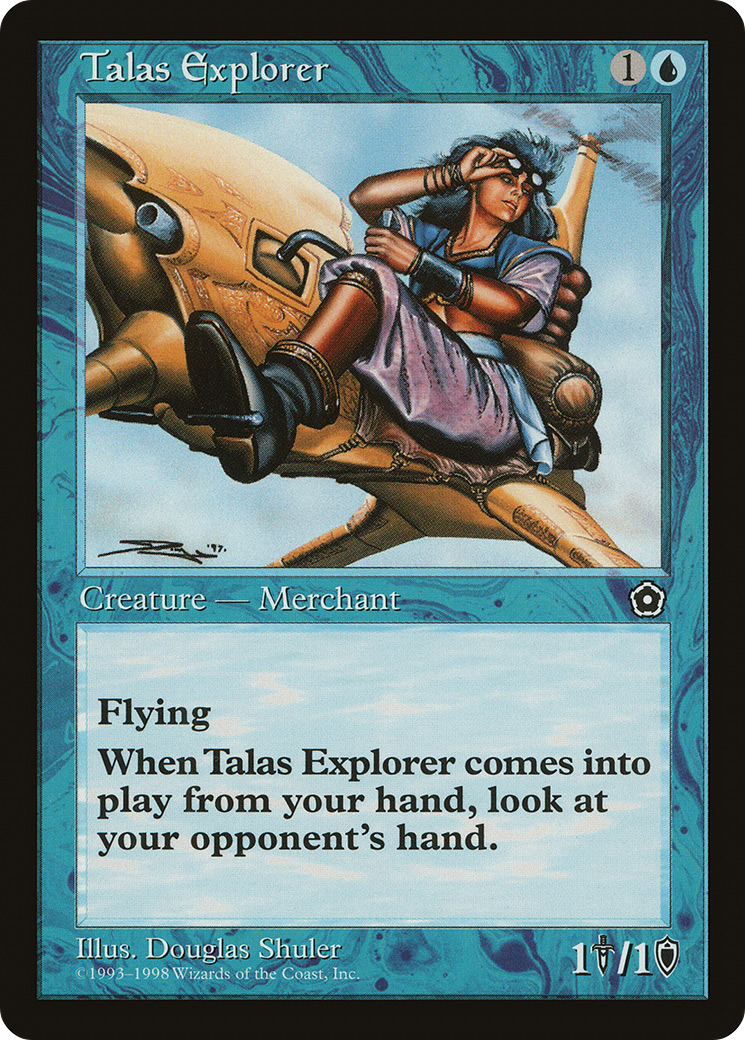 Talas Explorer 1
'97.
Creature — Merchant
Flying
When Talas Explorer comes into
play from your hand, look at
your opponent's hand.
Illus. Douglas Shuler
©1993–1998 Wizards of the Coast, Inc.
1/1